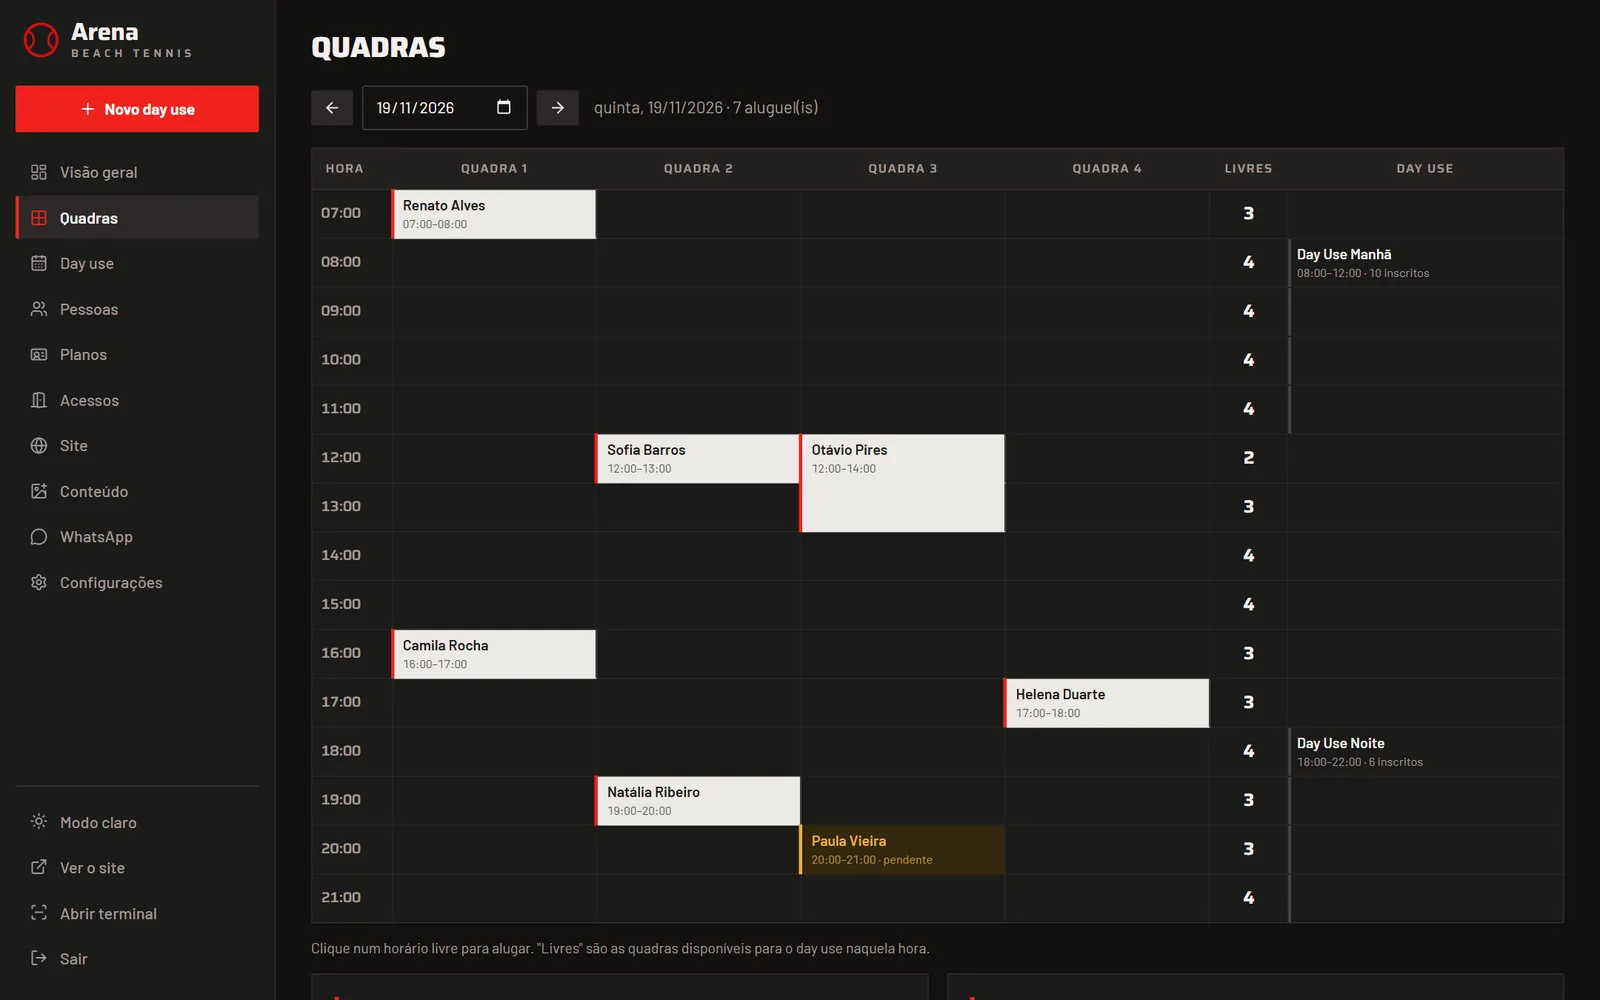 Arena
BEACH TENNIS
+ Novo day use
Visão geral
Quadras
Day use
Pessoas
Planos
Acessos
Site
Conteúdo
WhatsApp
Configurações
Modo claro
Ver o site
Abrir terminal
Sair
QUADRAS
19/11/2026
quinta, 19/11/2026 · 7 aluguel(is)
HORA QUADRA 1 QUADRA 2 QUADRA 3 QUADRA 4 LIVRES DAY USE
07:00 Renato Alves 3
07:00–08:00
08:00 4 Day Use Manhã
08:00–12:00 · 10 inscritos
09:00 4
10:00 4
11:00 4
12:00 Sofia Barros Otávio Pires 2
12:00–13:00 12:00–14:00
13:00 3
14:00 4
15:00 4
16:00 Camila Rocha 3
16:00–17:00
17:00 Helena Duarte 3
17:00–18:00
18:00 4 Day Use Noite
18:00–22:00 · 6 inscritos
19:00 Natália Ribeiro 3
19:00–20:00
20:00 Paula Vieira 3
20:00–21:00 · pendente
21:00 4
Clique num horário livre para alugar. "Livres" são as quadras disponíveis para o day use naquela hora.